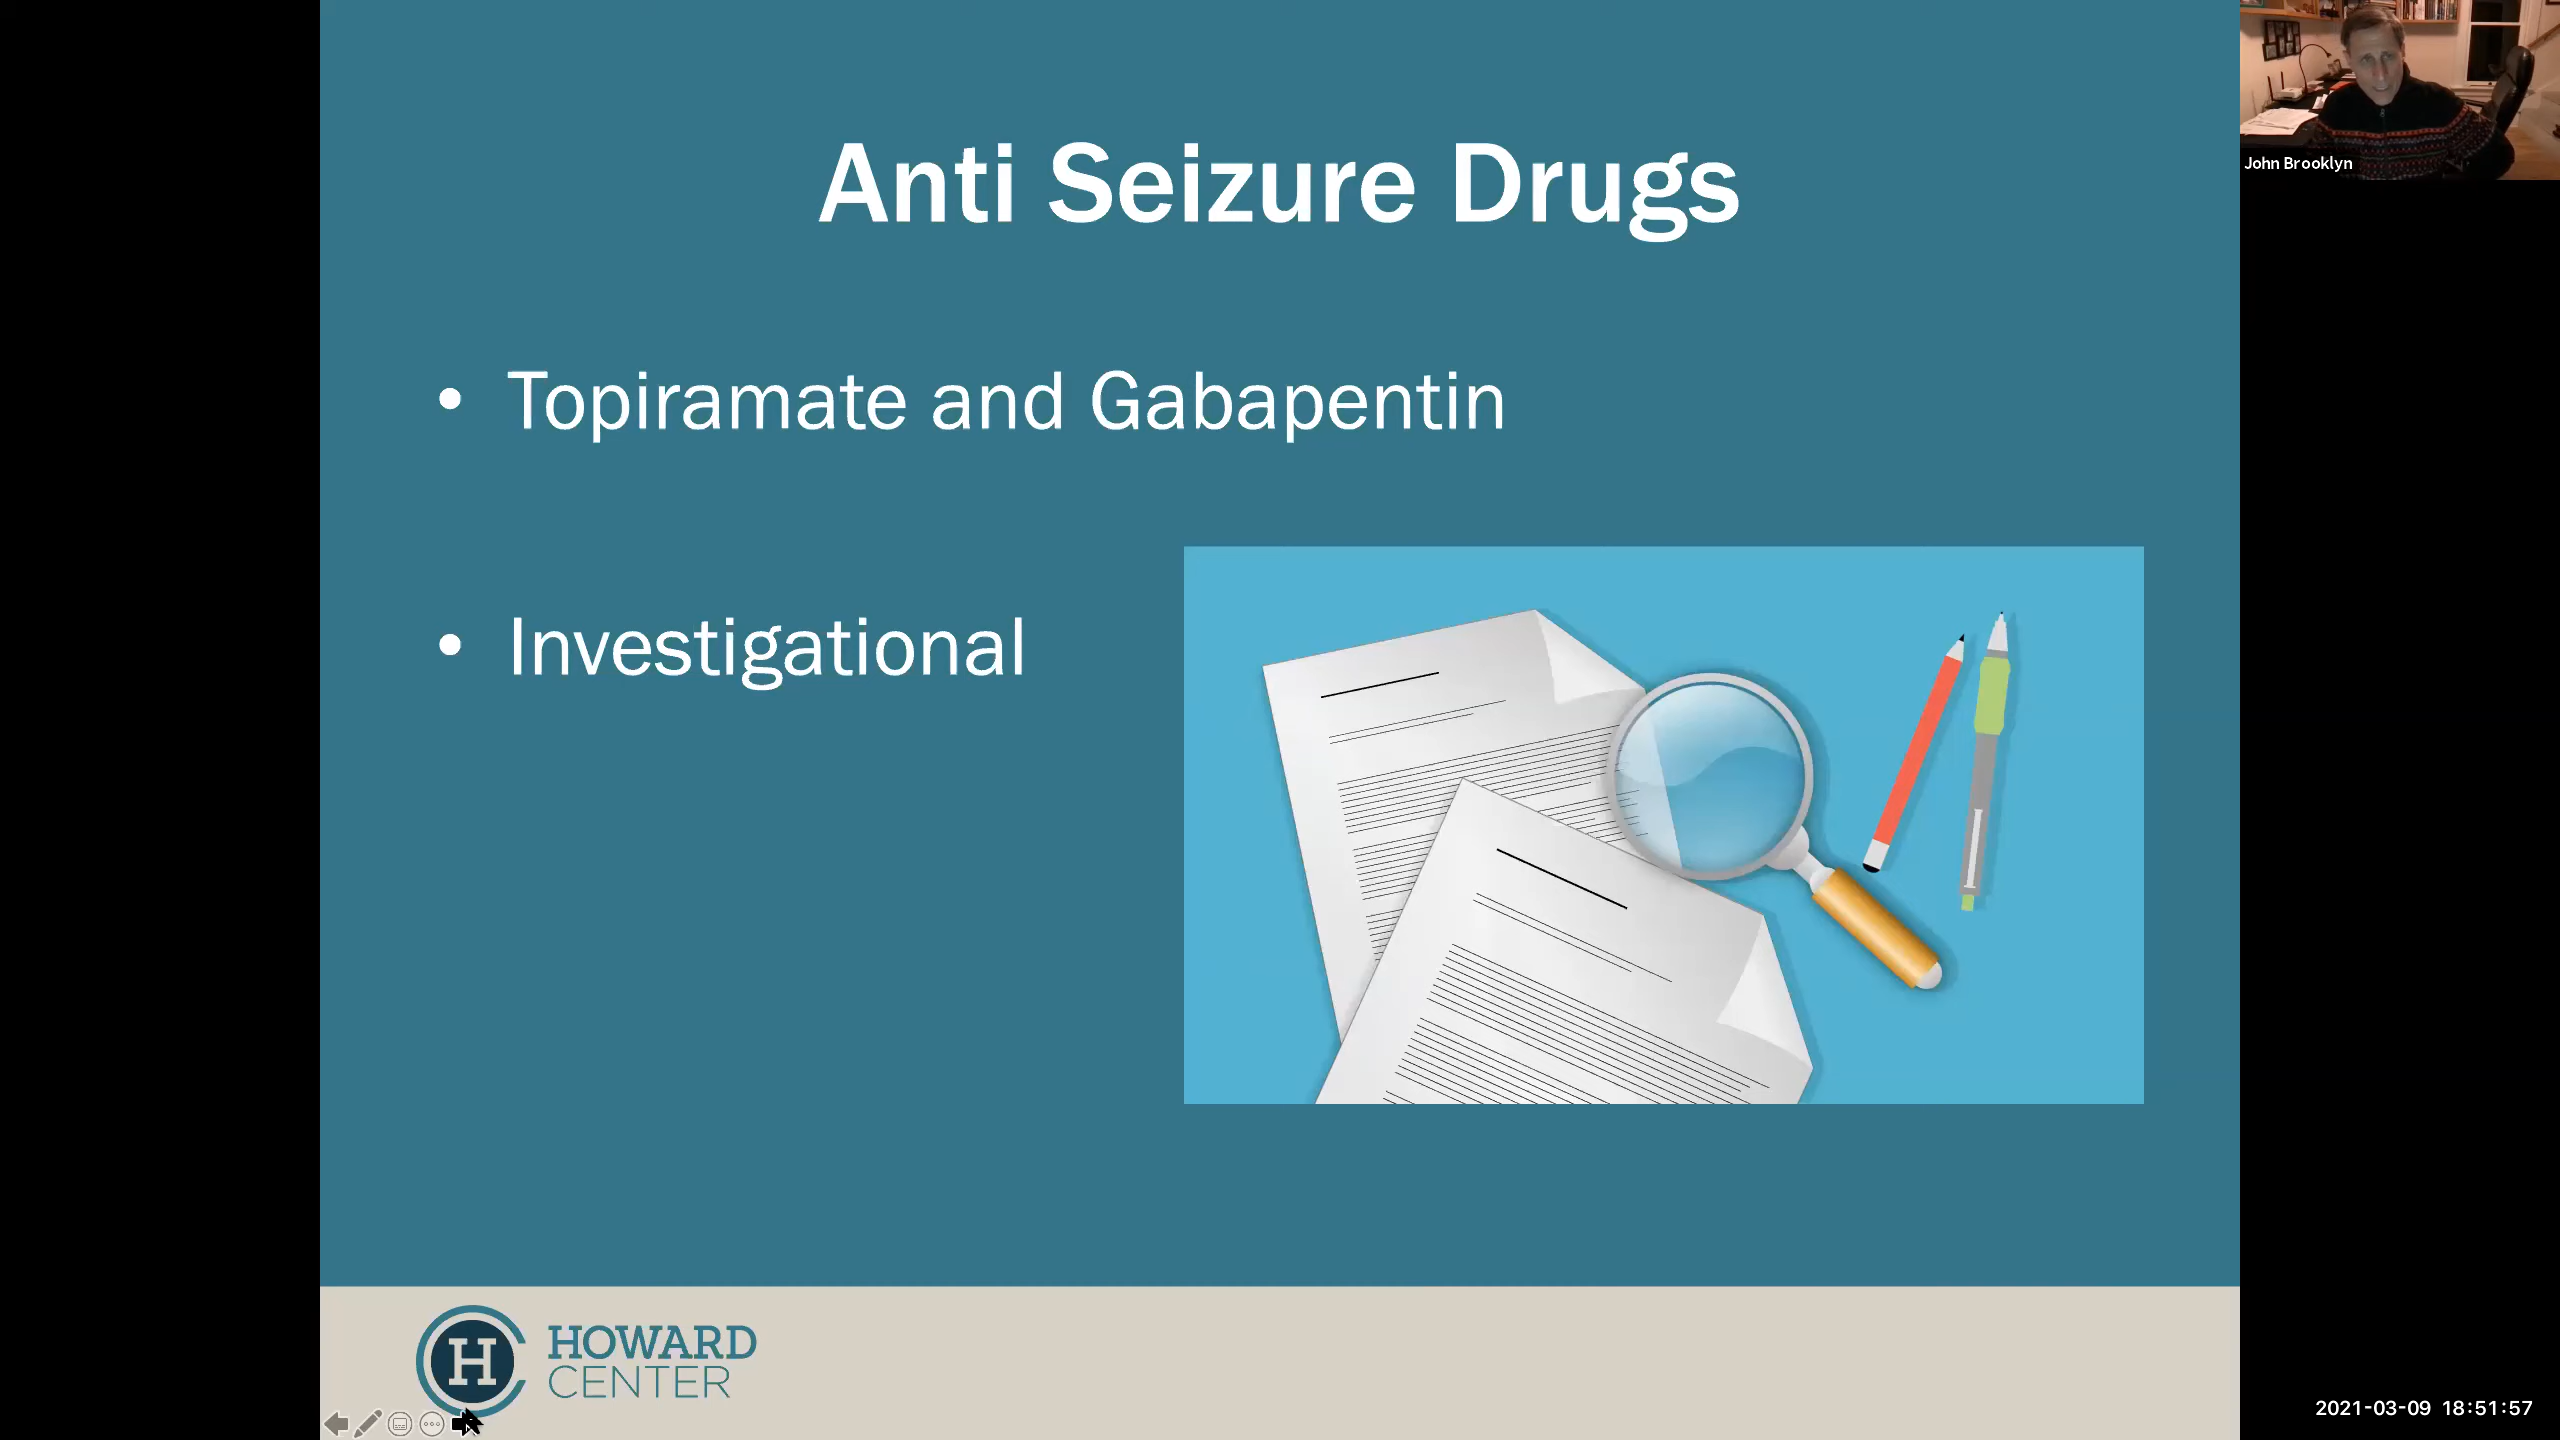 Anti Seizure Drugs
• Topiramate and Gabapentin
• Investigational
John Brooklyn
H
HOWARD
CENTER
2021-03-09 18:51:57